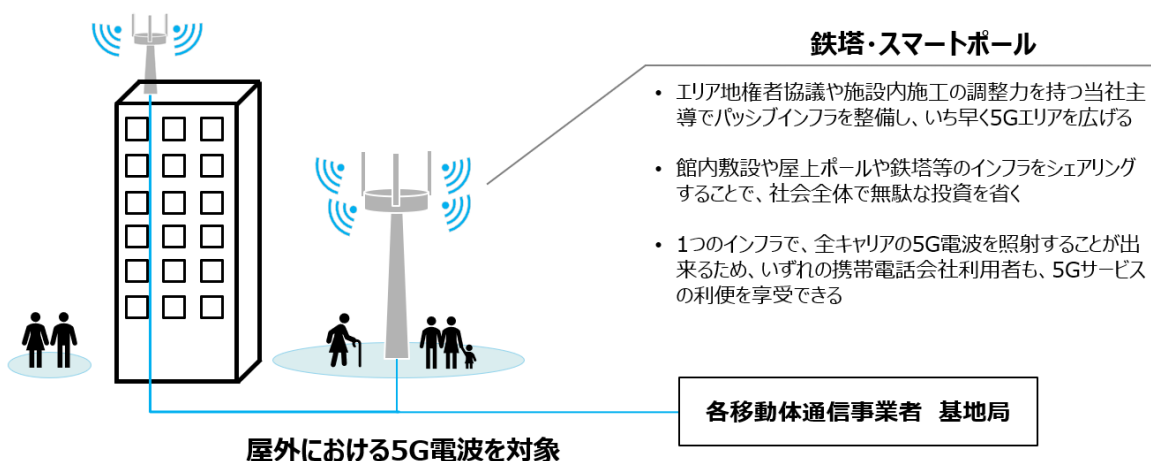 鉄塔・スマートポール
• エリア地権者協議や施設内施工の調整力を持つ当社主
導でパッシブインフラを整備し、いち早く5Gエリアを広げる
• 館内敷設や屋上ポールや鉄塔等のインフラをシェアリング
することで、社会全体で無駄な投資を省く
• 1つのインフラで、全キャリアの5G電波を照射することが出
来るため、いずれの携帯電話会社利用者も、5Gサービス
の利便を享受できる
各移動体通信事業者 基地局
屋外における5G電波を対象